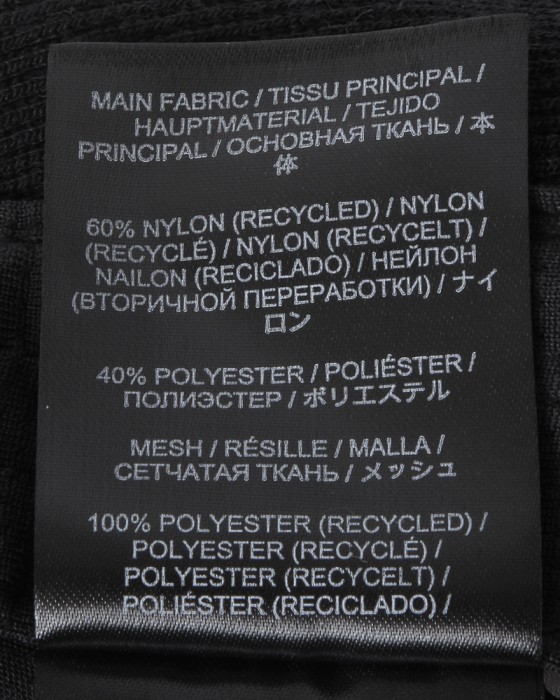 MAIN FABRIC / TISSU PRINCIPAL /
HAUPTMATERIAL / TEJIDO
PRINCIPAL / ОСНОВНАЯ ТКАНЬ / 本
体
60% NYLON (RECYCLED) / NYLON
(RECYCLÉ) / NYLON (RECYCELT) /
NAILON (RECICLADO) / НЕЙЛОН
(ВТОРИЧНОЙ ПЕРЕРАБОТКИ) / ナイ
ロン
40% POLYESTER / POLIÉSTER /
ПОЛИЭСТЕР / ポリエステル
MESH / RÉSILLE / MALLA /
СЕТЧАТАЯ ТКАНЬ / メッシュ
100% POLYESTER (RECYCLED) /
POLYESTER (RECYCLÉ) /
POLYESTER (RECYCELT) /
POLIÉSTER (RECICLADO) /